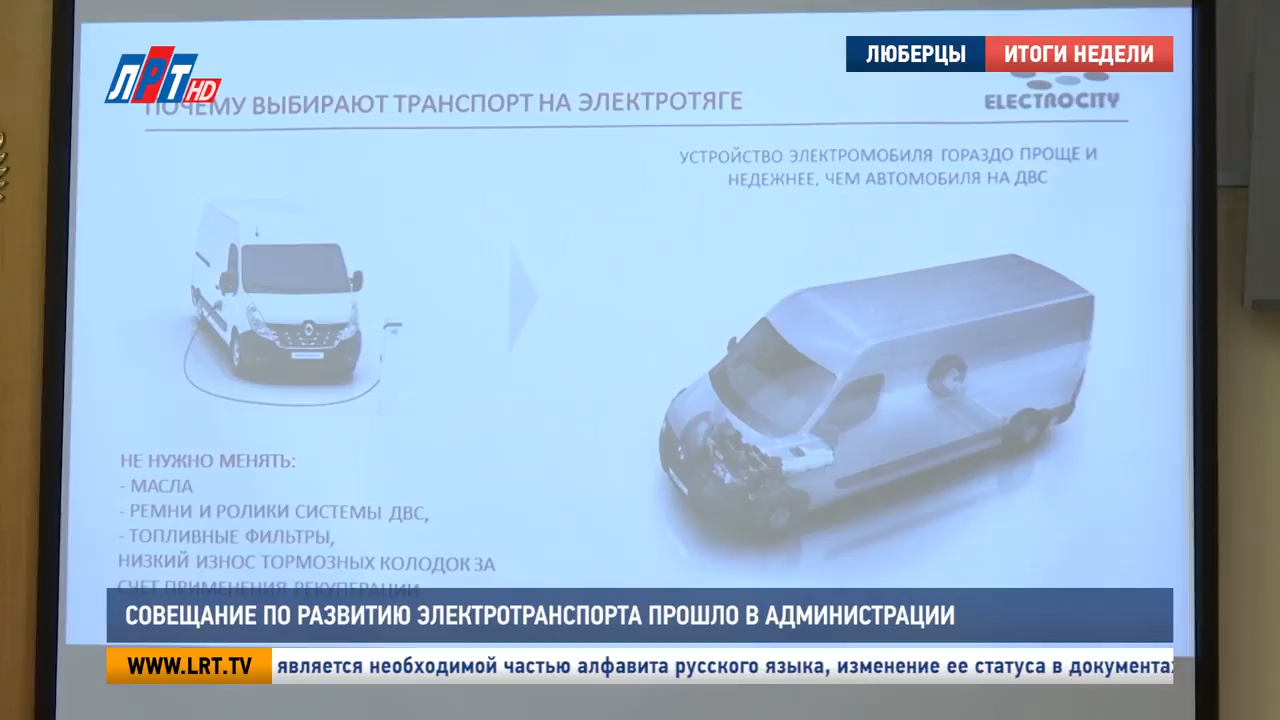 ЛРТ HD
ЛЮБЕРЦЫ ИТОГИ НЕДЕЛИ
ПОЧЕМУ ВЫБИРАЮТ ТРАНСПОРТ НА ЭЛЕКТРОТЯГЕ
ELECTROCITY
УСТРОЙСТВО ЭЛЕКТРОМОБИЛЯ ГОРАЗДО ПРОЩЕ И
НЕДЕЖНЕЕ, ЧЕМ АВТОМОБИЛЯ НА ДВС
НЕ НУЖНО МЕНЯТЬ:
- МАСЛА
- РЕМНИ И РОЛИКИ СИСТЕМЫ ДВС,
- ТОПЛИВНЫЕ ФИЛЬТРЫ,
НИЗКИЙ ИЗНОС ТОРМОЗНЫХ КОЛОДОК ЗА
СЧЕТ ПРИМЕНЕНИЯ РЕКУПЕРАЦИИ
СОВЕЩАНИЕ ПО РАЗВИТИЮ ЭЛЕКТРОТРАНСПОРТА ПРОШЛО В АДМИНИСТРАЦИИ
WWW.LRT.TV является необходимой частью алфавита русского языка, изменение ее статуса в документах